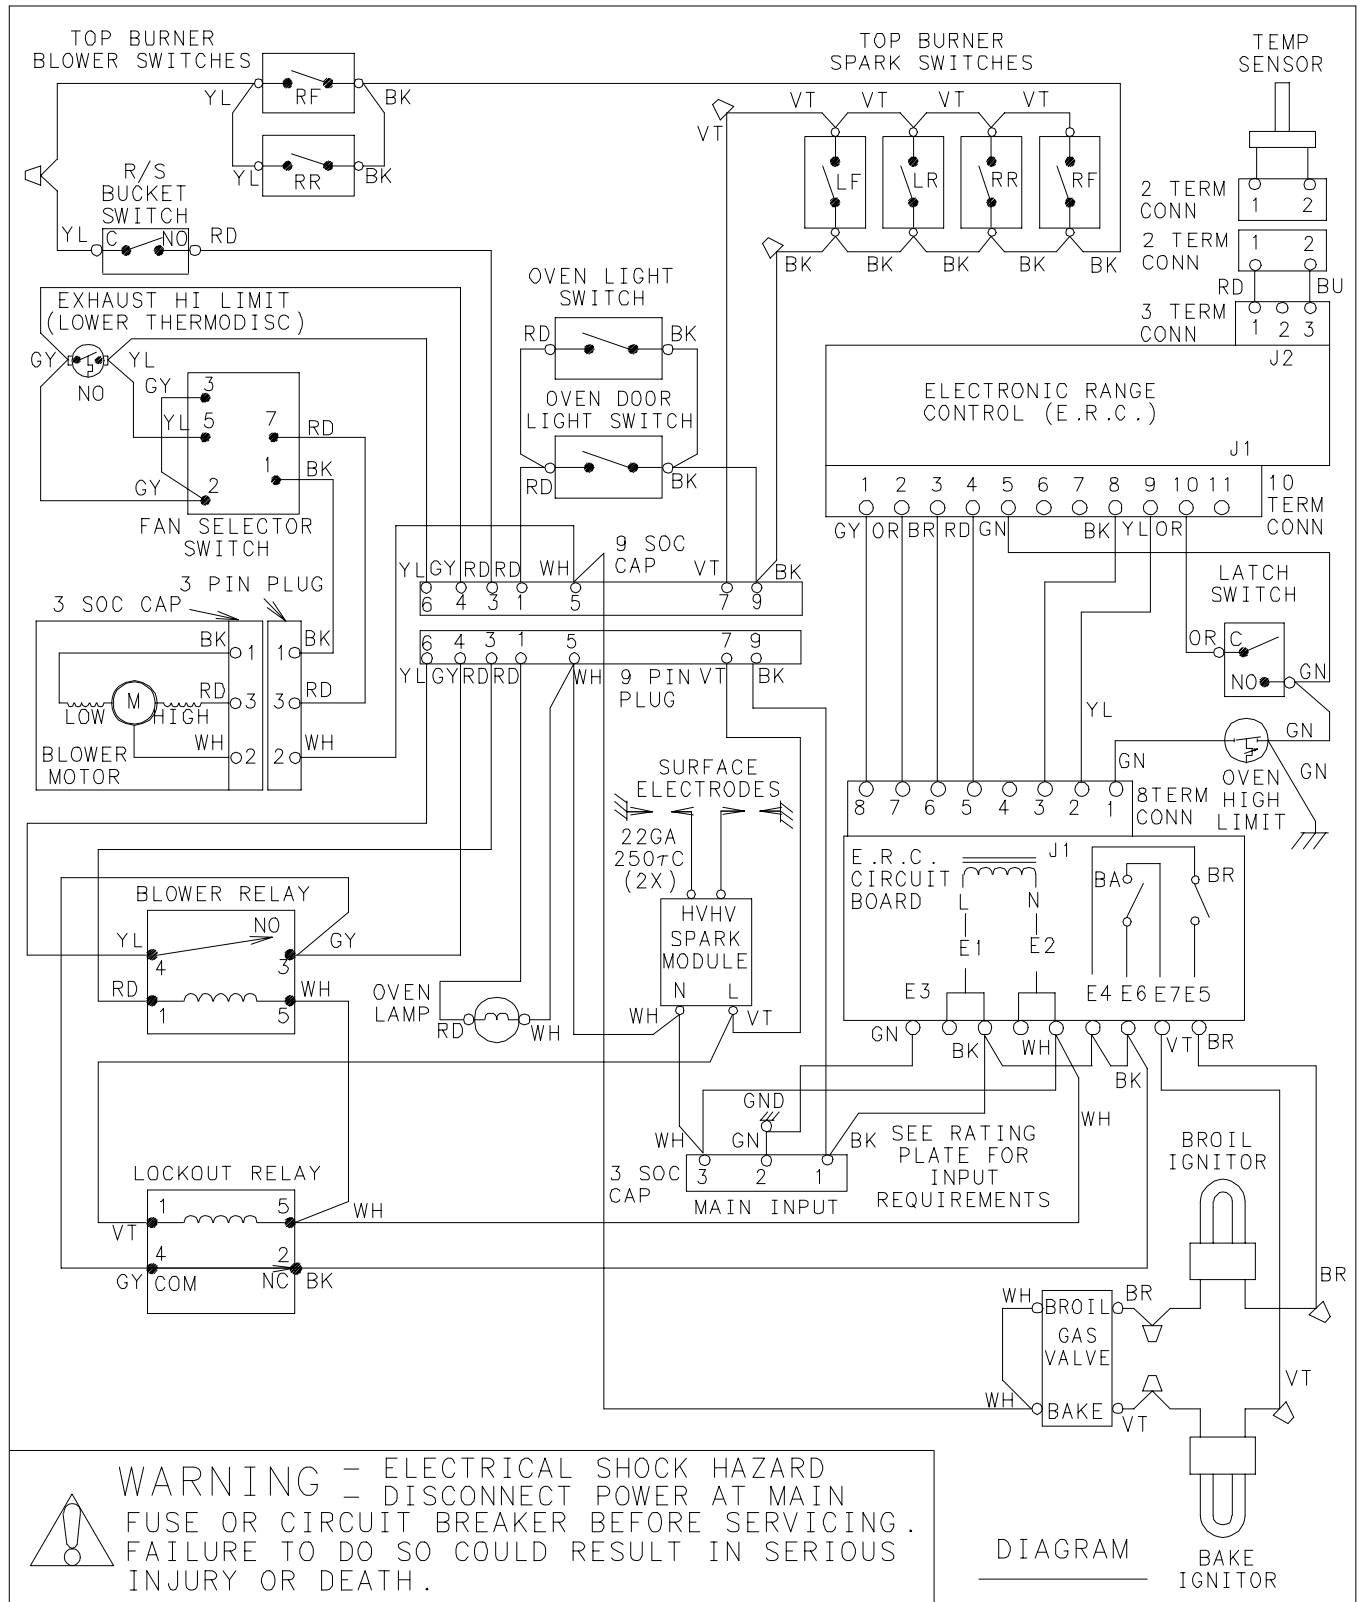 TOP BURNER
BLOWER SWITCHES
YL
RF
BK
YL
RR
BK
R/S
BUCKET
SWITCH
YL
C
NO
RD
TOP BURNER
SPARK SWITCHES
VT
VT
VT
VT
VT
LF
LR
RR
RF
BK
BK
BK
BK
BK
TEMP
SENSOR
2 TERM
CONN
1 2
2 TERM
CONN
1 2
RD
BU
3 TERM
CONN
1 2 3
J2
ELECTRONIC RANGE
CONTROL (E.R.C.)
J1
1 2 3 4 5 6 7 8 9 10 11
10
TERM
CONN
GY OR BR RD GN BK YL OR
EXHAUST HI LIMIT
(LOWER THERMODISC)
GY
YL
NO
GY
3
YL
5
7
RD
1
BK
GY
2
FAN SELECTOR
SWITCH
OVEN LIGHT
SWITCH
RD
BK
OVEN DOOR
LIGHT SWITCH
RD
BK
3 PIN PLUG
3 SOC CAP
BK
1
1
BK
RD
3
3
RD
WH
2
2
WH
LOW
M
HIGH
BLOWER
MOTOR
9 SOC
CAP
YL GY RD RD WH VT BK
6 4 3 1 5 7 9
6 4 3 1 5 7 9
YL GY RD RD WH VT BK
9 PIN
PLUG
LATCH
SWITCH
OR
C
NO
GN
YL
GN
GN
GN
OVEN
HIGH
LIMIT
8 7 6 5 4 3 2 1
8TERM
CONN
SURFACE
ELECTRODES
22GA
250τC
(2X)
HVHV
SPARK
MODULE
N L
WH
VT
E.R.C.
CIRCUIT
BOARD
J1
L
N
E1
E2
BA
BR
E3
E4 E6 E7 E5
GN
BK
WH
BK
VT
BR
BLOWER RELAY
NO
YL
4
3
GY
RD
1
5
WH
OVEN
LAMP
RD
WH
GND
WH
GN
BK
3 SOC
CAP
3 2 1
MAIN INPUT
SEE RATING
PLATE FOR
INPUT
REQUIREMENTS
WH
LOCKOUT RELAY
1
5
VT
WH
4
2
GY
COM
NC
BK
BROIL
IGNITOR
BR
WH
BROIL
BR
GAS
VALVE
WH
BAKE
VT
VT
BAKE
IGNITOR
WARNING - ELECTRICAL SHOCK HAZARD
- DISCONNECT POWER AT MAIN
FUSE OR CIRCUIT BREAKER BEFORE SERVICING.
FAILURE TO DO SO COULD RESULT IN SERIOUS
INJURY OR DEATH.
DIAGRAM